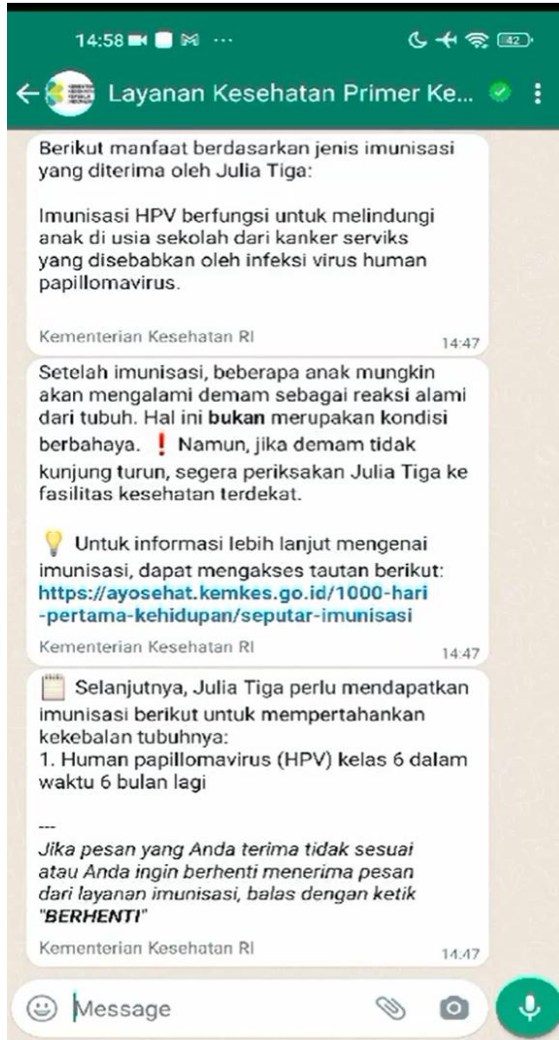 14:58
42
Layanan Kesehatan Primer Ke...
Berikut manfaat berdasarkan jenis imunisasi
yang diterima oleh Julia Tiga:
Imunisasi HPV berfungsi untuk melindungi
anak di usia sekolah dari kanker serviks
yang disebabkan oleh infeksi virus human
papillomavirus.
Kementerian Kesehatan RI
14:47
Setelah imunisasi, beberapa anak mungkin
akan mengalami demam sebagai reaksi alami
dari tubuh. Hal ini bukan merupakan kondisi
berbahaya. ❗ Namun, jika demam tidak
kunjung turun, segera periksakan Julia Tiga ke
fasilitas kesehatan terdekat.
💡 Untuk informasi lebih lanjut mengenai
imunisasi, dapat mengakses tautan berikut:
https://ayosehat.kemkes.go.id/1000-hari
-pertama-kehidupan/seputar-imunisasi
Kementerian Kesehatan RI
14:47
🗒️ Selanjutnya, Julia Tiga perlu mendapatkan
imunisasi berikut untuk mempertahankan
kekebalan tubuhnya:
1. Human papillomavirus (HPV) kelas 6 dalam
waktu 6 bulan lagi
---
Jika pesan yang Anda terima tidak sesuai
atau Anda ingin berhenti menerima pesan
dari layanan imunisasi, balas dengan ketik
"BERHENTI"
Kementerian Kesehatan RI
14:47
Message